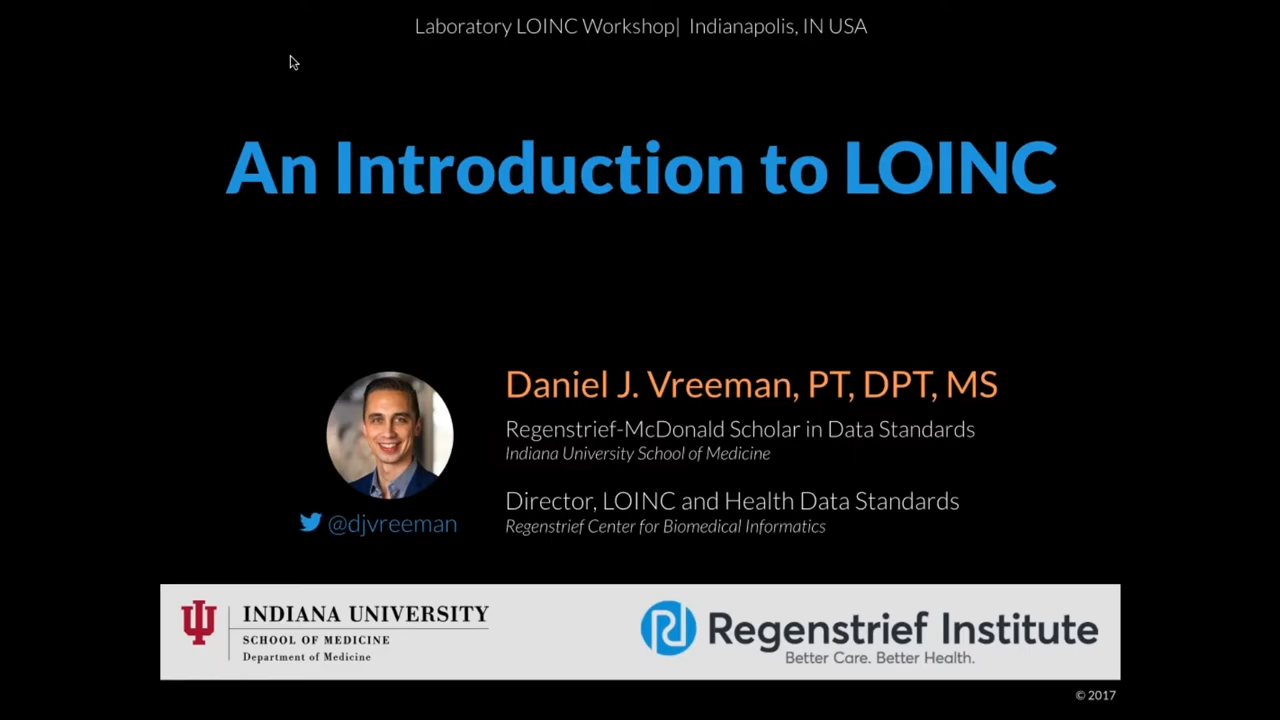 Laboratory LOINC Workshop| Indianapolis, IN USA
An Introduction to LOINC
Daniel J. Vreeman, PT, DPT, MS
Regenstrief-McDonald Scholar in Data Standards
Indiana University School of Medicine
Director, LOINC and Health Data Standards
Regenstrief Center for Biomedical Informatics
@djvreeman
INDIANA UNIVERSITY
SCHOOL OF MEDICINE
Department of Medicine
Regenstrief Institute
Better Care. Better Health.
© 2017